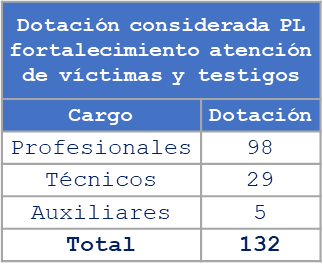 Dotación considerada PL
fortalecimiento atención
de víctimas y testigos
Cargo Dotación
Profesionales 98
Técnicos 29
Auxiliares 5
Total 132